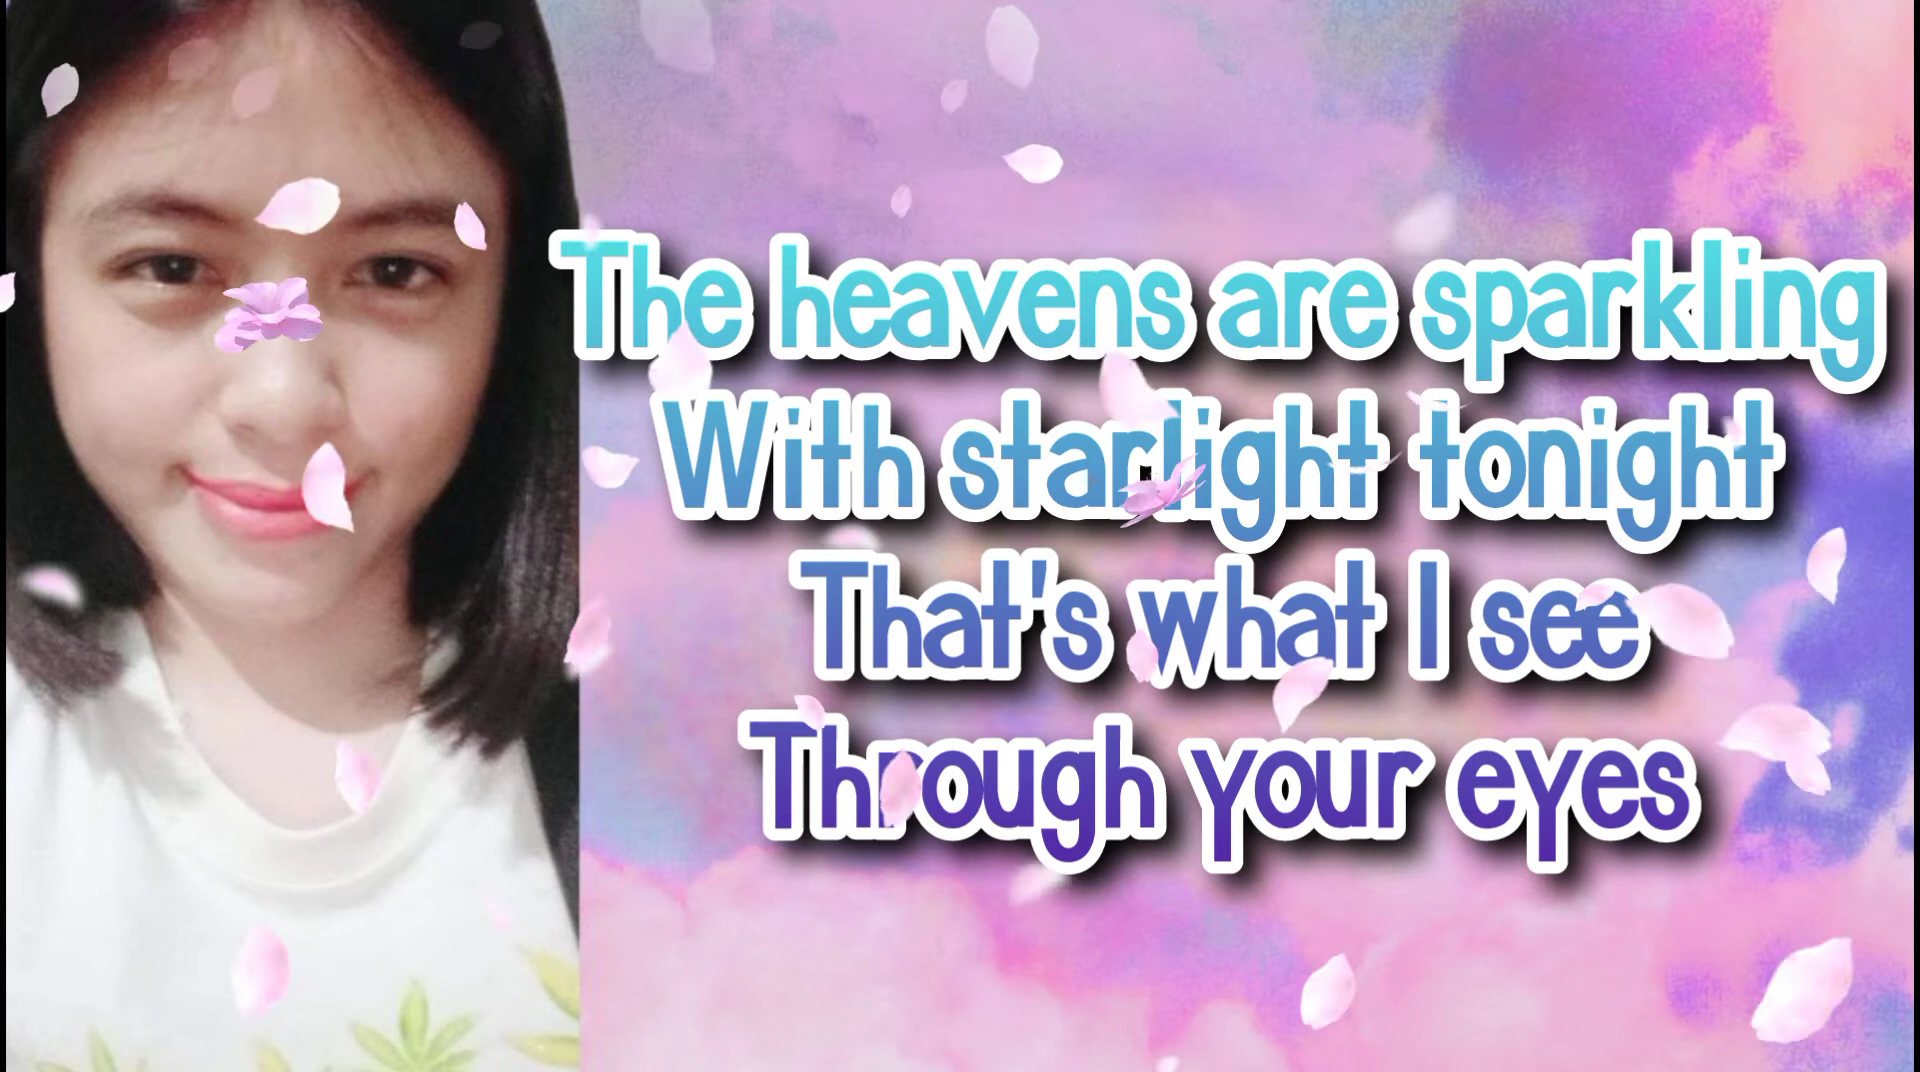 The heavens are sparkling
With starlight tonight
That's what I see
Through your eyes